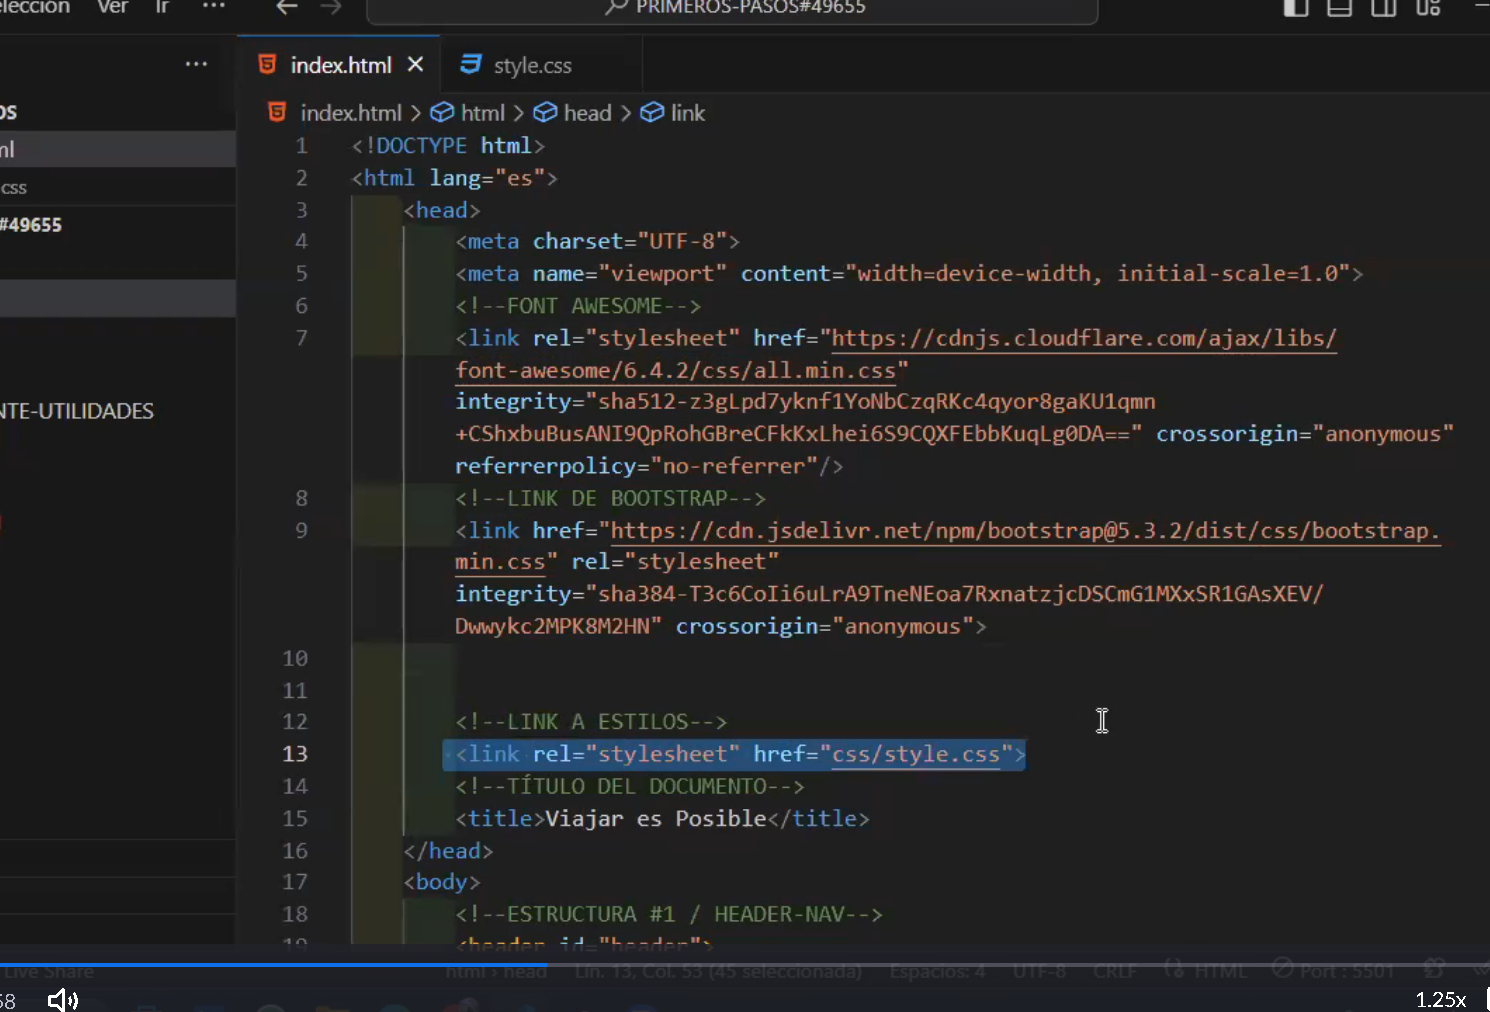 Ver Ir ...
PRIMEROS-PASOS#49655
...
index.html
style.css
index.html > html > head > link
css
#49655
NTE-UTILIDADES
1 <!DOCTYPE html>
2 <html lang="es">
3 <head>
4 <meta charset="UTF-8">
5 <meta name="viewport" content="width=device-width, initial-scale=1.0">
6 <!--FONT AWESOME-->
7 <link rel="stylesheet" href="https://cdnjs.cloudflare.com/ajax/libs/
font-awesome/6.4.2/css/all.min.css"
integrity="sha512-z3gLpd7yknf1YoNbCzqRKc4qyor8gaKU1qmn
+CShxbuBusANI9QpRohGBreCFkKxLhei6S9CQXFEbbKuqLg0DA==" crossorigin="anonymous"
referrerpolicy="no-referrer"/>
8 <!--LINK DE BOOTSTRAP-->
9 <link href="https://cdn.jsdelivr.net/npm/bootstrap@5.3.2/dist/css/bootstrap.
min.css" rel="stylesheet"
integrity="sha384-T3c6CoIi6uLrA9TneNEoa7RxnatzjcDSCmG1MXxSR1GAsXEV/
Dwwykc2MPK8M2HN" crossorigin="anonymous">
10
11
12 <!--LINK A ESTILOS-->
13 <link rel="stylesheet" href="css/style.css">
14 <!--TÍTULO DEL DOCUMENTO-->
15 <title>Viajar es Posible</title>
16 </head>
17 <body>
18 <!--ESTRUCTURA #1 / HEADER-NAV-->
19 <header id="header">
Live Share
html > head Lín. 13, Col. 53 (45 seleccionada) Espacios: 4 UTF-8 CRLF HTML Port : 5501
58
1.25x